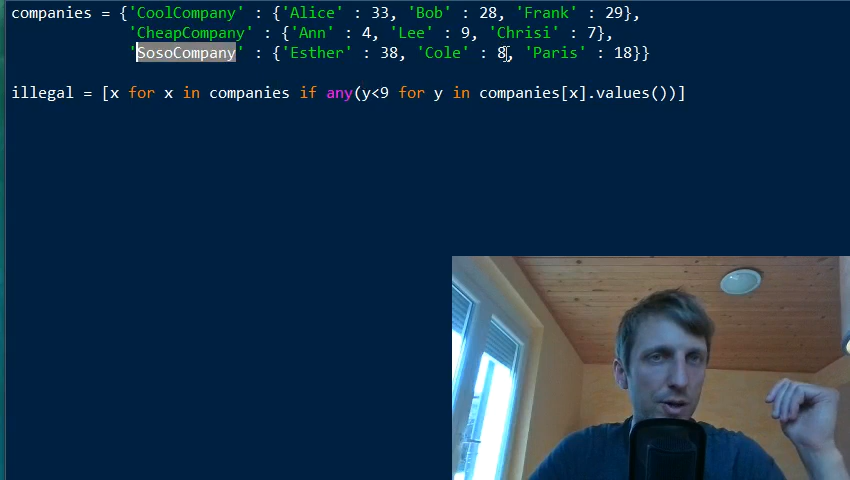 companies = {'CoolCompany' : {'Alice' : 33, 'Bob' : 28, 'Frank' : 29},
'CheapCompany' : {'Ann' : 4, 'Lee' : 9, 'Chrisi' : 7},
'SosoCompany' : {'Esther' : 38, 'Cole' : 8, 'Paris' : 18}}
illegal = [x for x in companies if any(y<9 for y in companies[x].values())]